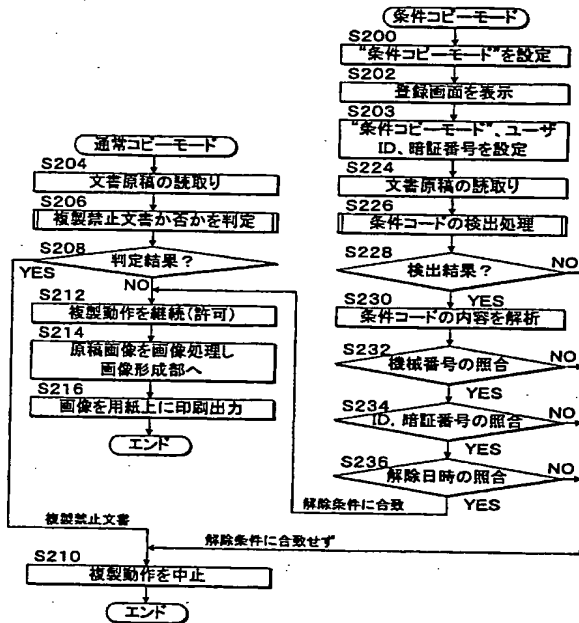 条件コピーモード
S200
“条件コピーモード”を設定
S202
登録画面を表示
S203
“条件コピーモード”、ユーザ
ID、暗証番号を設定
S224
文書原稿の読取り
S226
条件コードの検出処理
S228
検出結果?
NO
YES
S230
条件コードの内容を解析
S232
機械番号の照合
NO
YES
S234
ID、暗証番号の照合
NO
YES
S236
解除日時の照合
NO
YES
解除条件に合致
通常コピーモード
S204
文書原稿の読取り
S206
複製禁止文書か否かを判定
S208
判定結果?
YES
NO
S212
複製動作を継続(許可)
S214
原稿画像を画像処理し
画像形成部へ
S216
画像を用紙上に印刷出力
エンド
複製禁止文書
解除条件に合致せず
S210
複製動作を中止
エンド